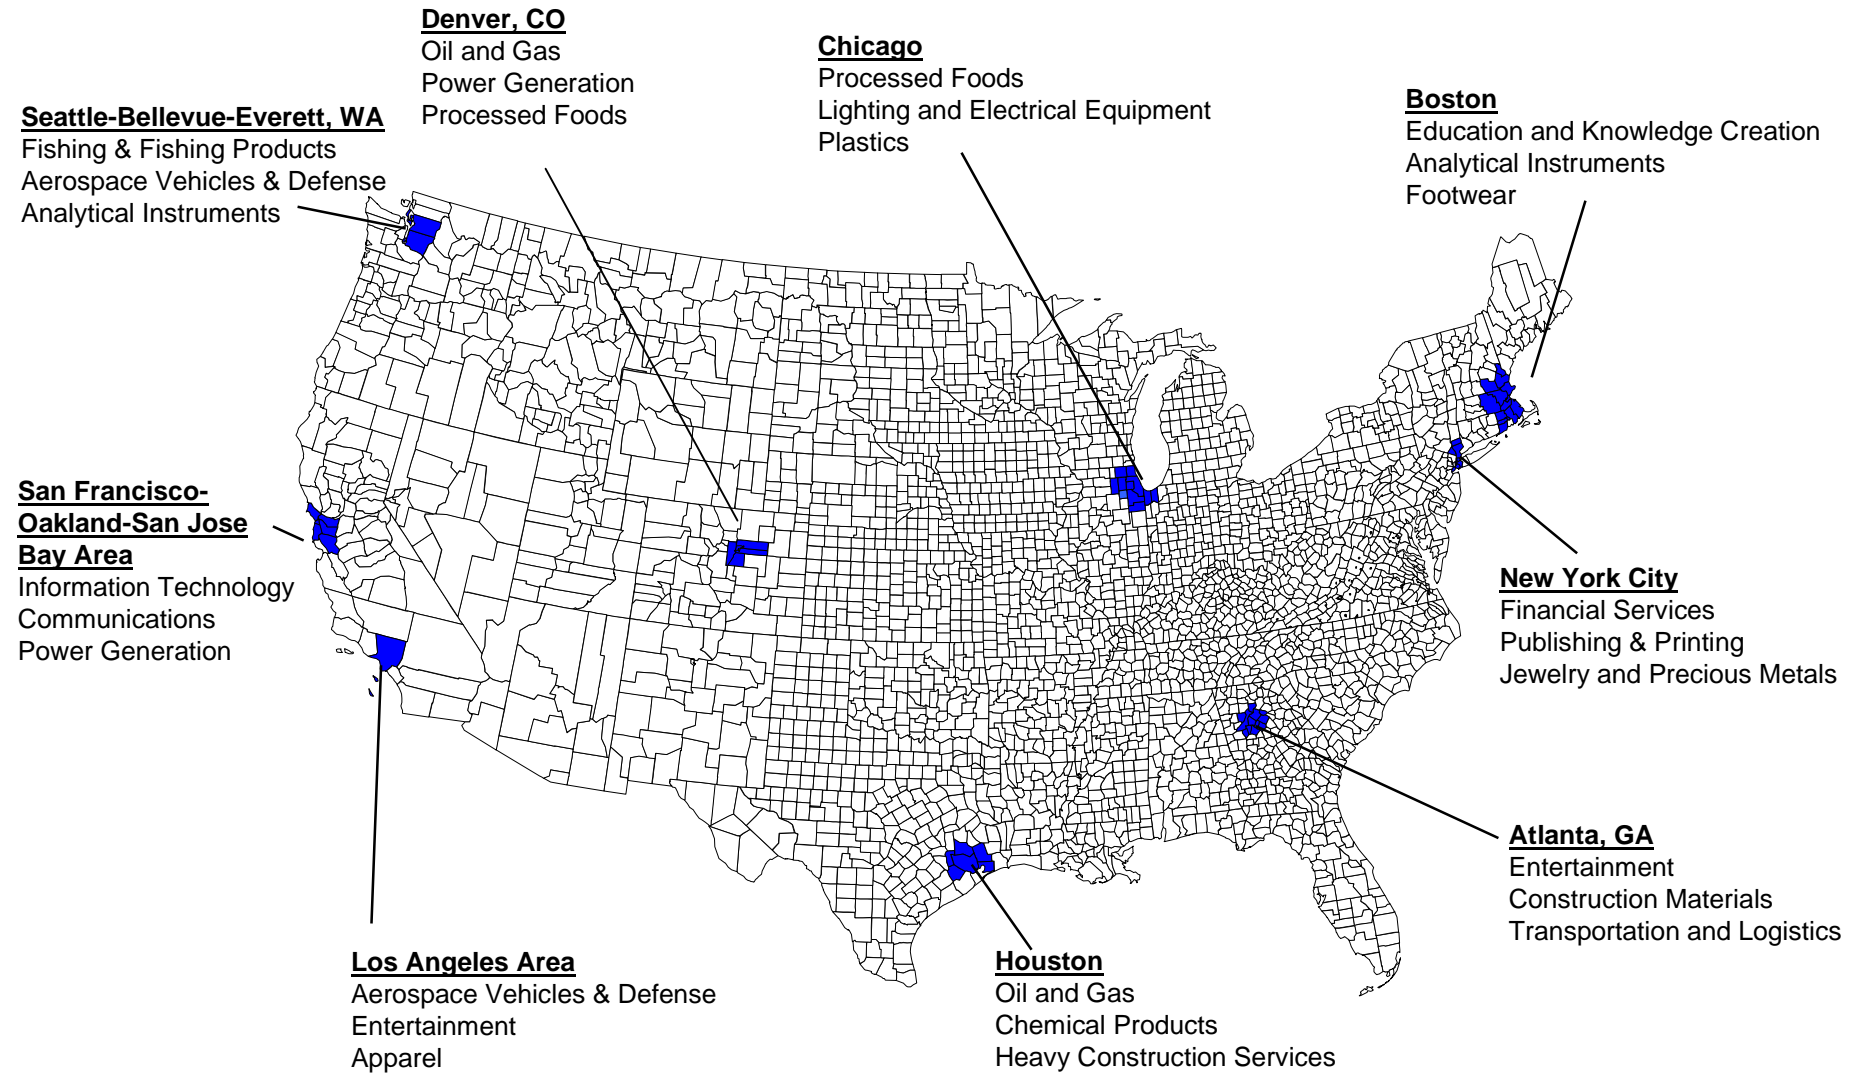 Denver, CO
Oil and Gas
Power Generation
Processed Foods
Chicago
Processed Foods
Lighting and Electrical Equipment
Plastics
Boston
Education and Knowledge Creation
Analytical Instruments
Footwear
Seattle-Bellevue-Everett, WA
Fishing & Fishing Products
Aerospace Vehicles & Defense
Analytical Instruments
San Francisco-
Oakland-San Jose
Bay Area
Information Technology
Communications
Power Generation
New York City
Financial Services
Publishing & Printing
Jewelry and Precious Metals
Atlanta, GA
Entertainment
Construction Materials
Transportation and Logistics
Los Angeles Area
Aerospace Vehicles & Defense
Entertainment
Apparel
Houston
Oil and Gas
Chemical Products
Heavy Construction Services